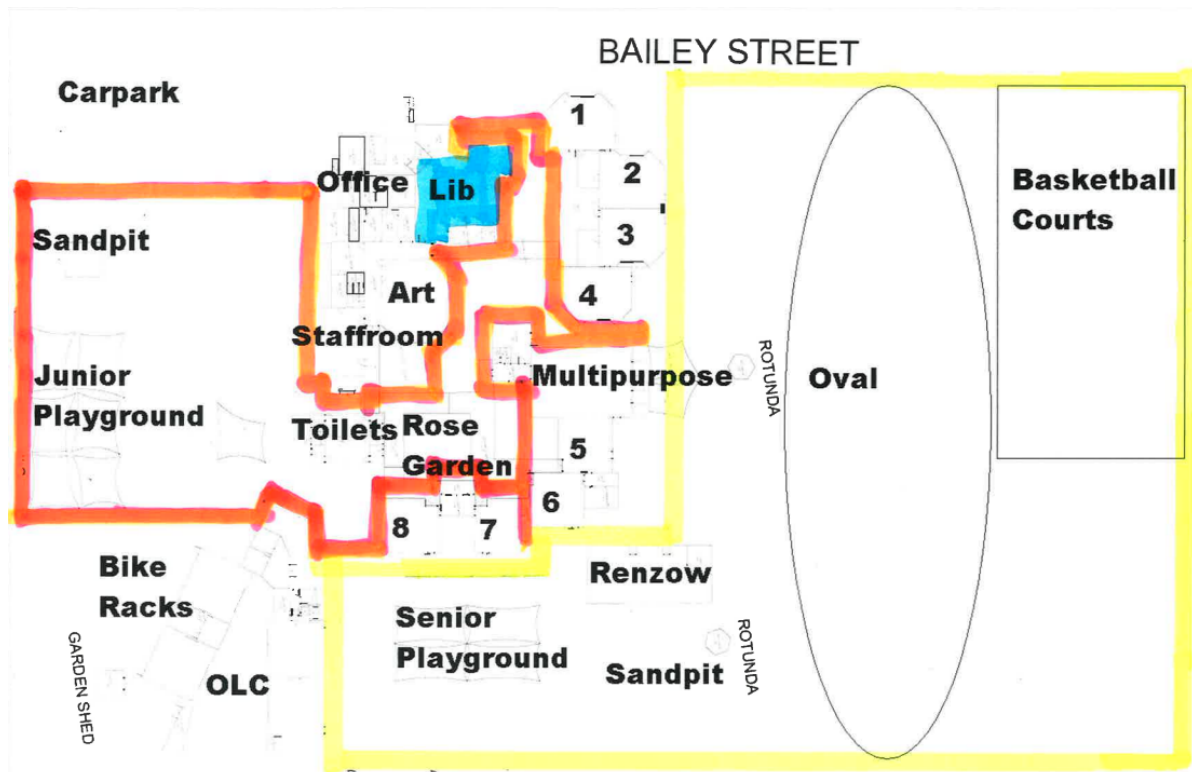 BAILEY STREET
Carpark
1
2
Office
Lib
Basketball
Courts
Sandpit
3
Art
4
Staffroom
Junior
Playground
Multipurpose
ROTUNDA
Oval
Toilets
Rose
Garden
5
6
8
7
Bike
Racks
Renzow
Senior
Playground
GARDEN SHED
OLC
Sandpit
ROTUNDA